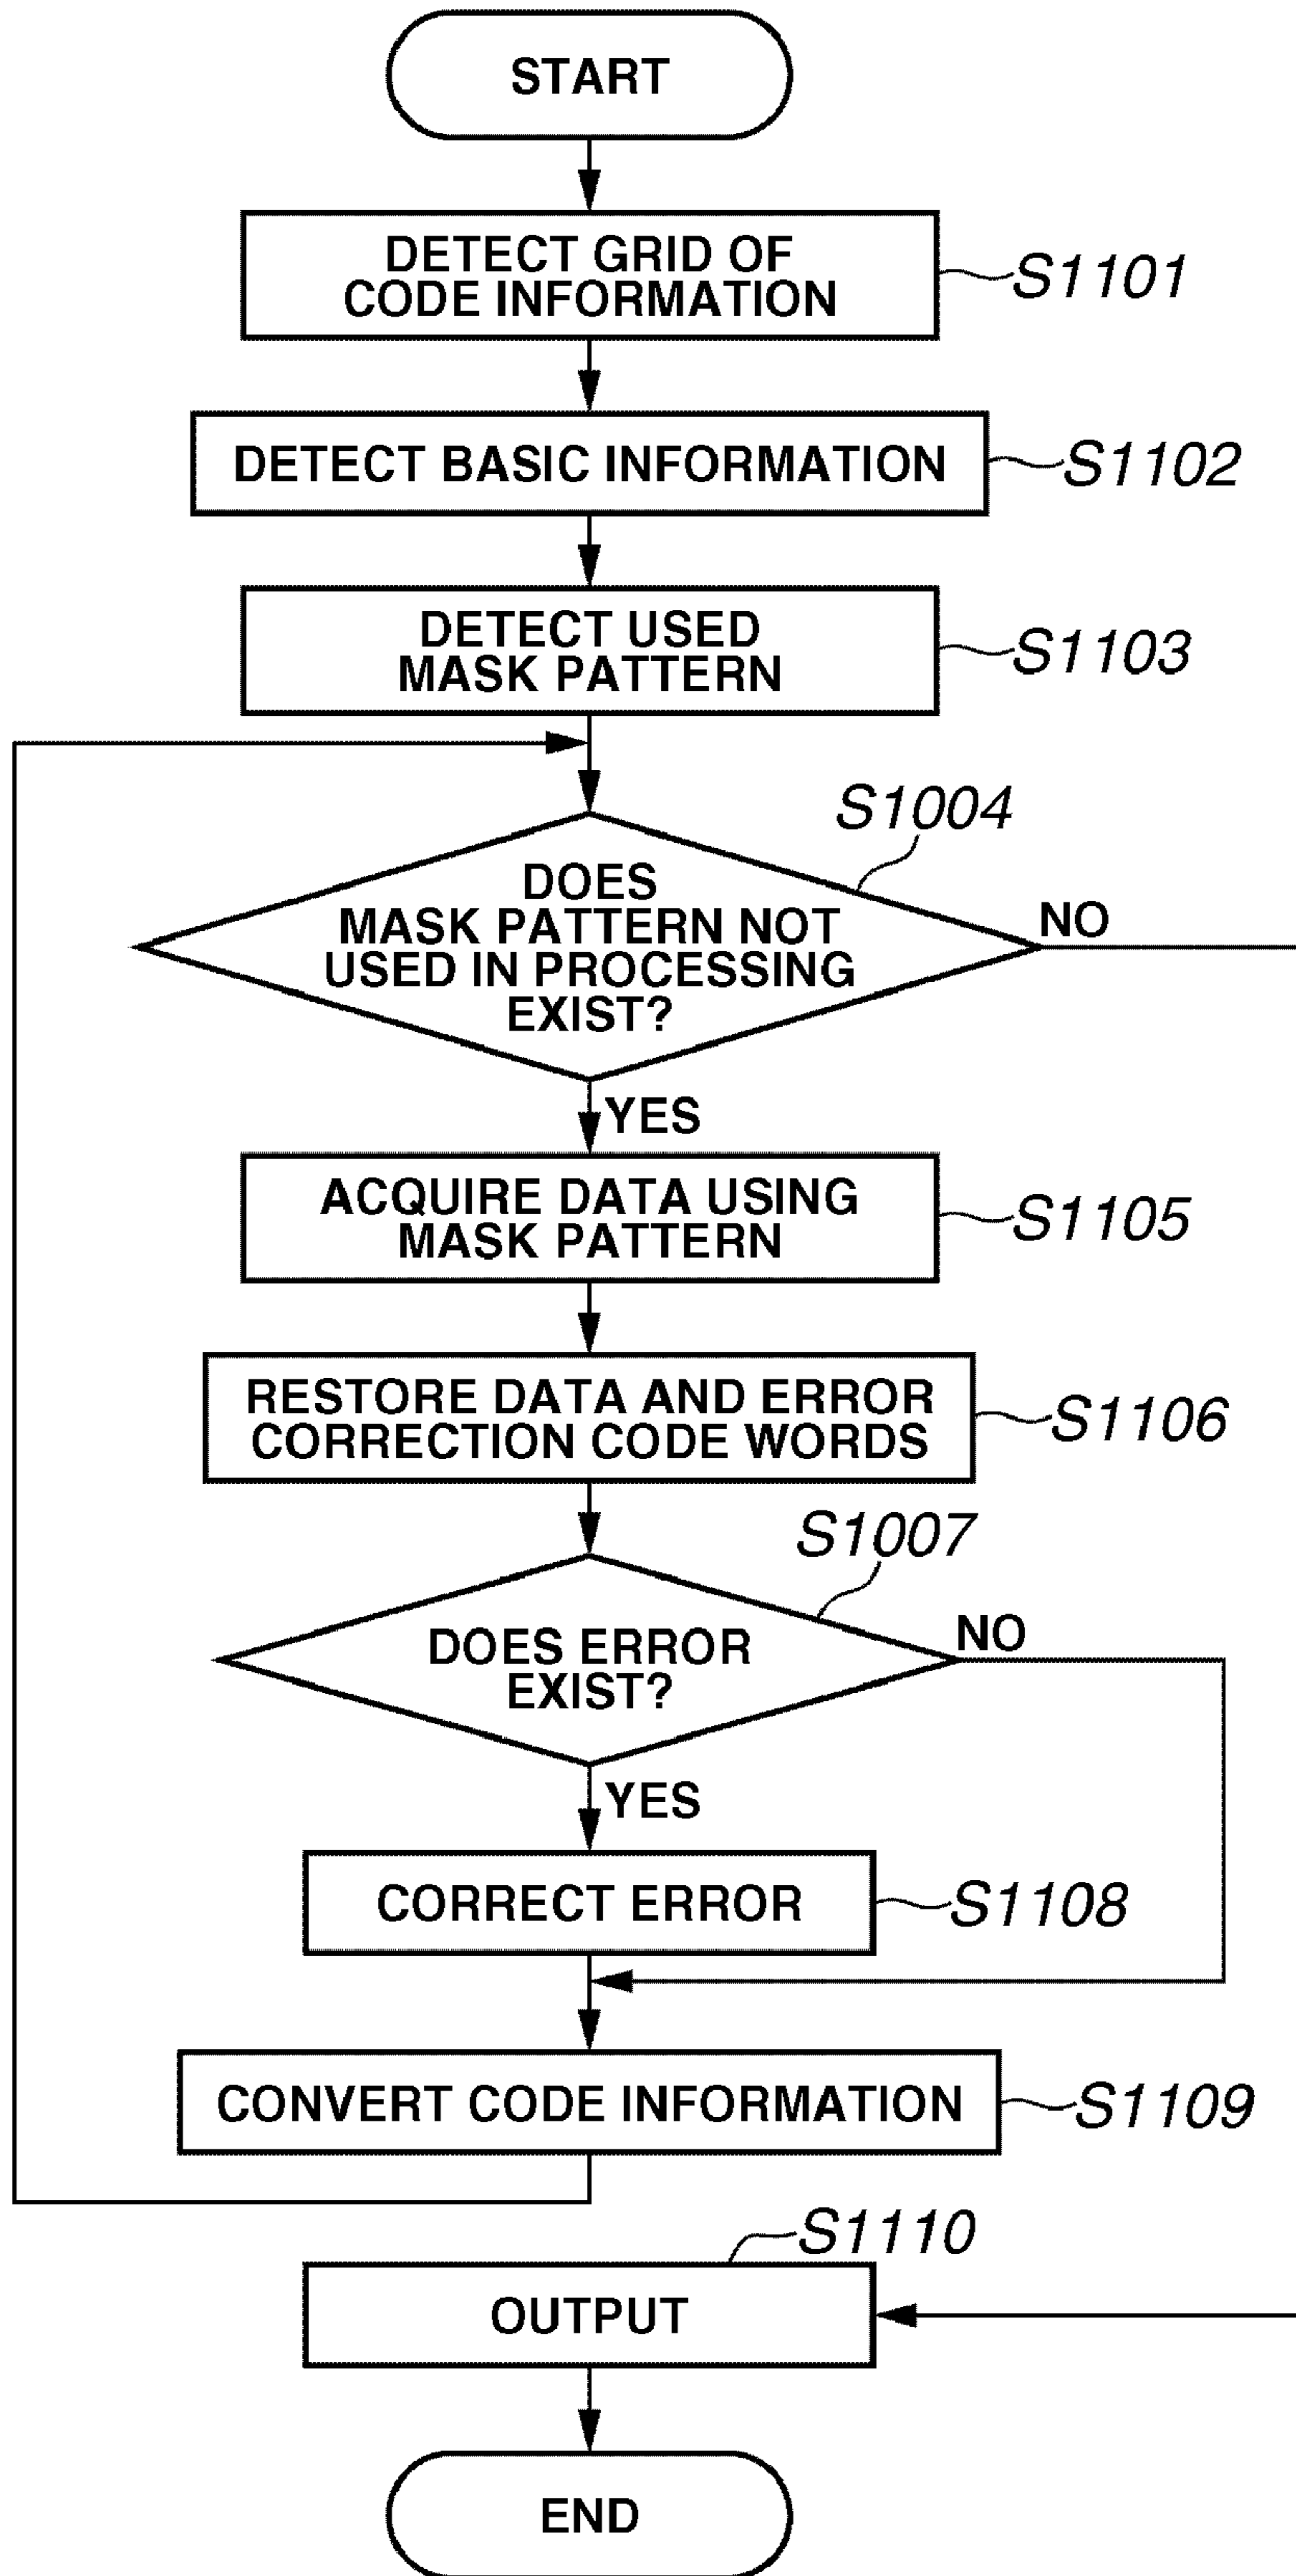 START
DETECT GRID OF
CODE INFORMATION
S1101
DETECT BASIC INFORMATION
S1102
DETECT USED
MASK PATTERN
S1103
S1004
DOES
MASK PATTERN NOT
USED IN PROCESSING
EXIST?
NO
YES
ACQUIRE DATA USING
MASK PATTERN
S1105
RESTORE DATA AND ERROR
CORRECTION CODE WORDS
S1106
S1007
DOES ERROR
EXIST?
NO
YES
CORRECT ERROR
S1108
CONVERT CODE INFORMATION
S1109
S1110
OUTPUT
END